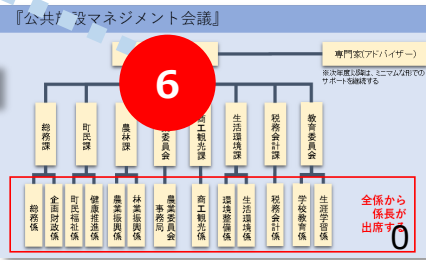 『公共施設マネジメント会議』
6
専門家(アドバイザー)
※次年度以降は、ミニマムな形での
サポートを継続する
総務課
町民課
農林課
委員会
商工観光課
生活環境課
税務会計課
教育委員会
総務係
企画財政係
町民福祉係
健康推進係
農業振興係
林業振興係
農業委員会
事務局
商工観光係
環境整備係
生活環境係
税務会計係
学校教育係
生涯学習係
全係から
係長が
出席する
0